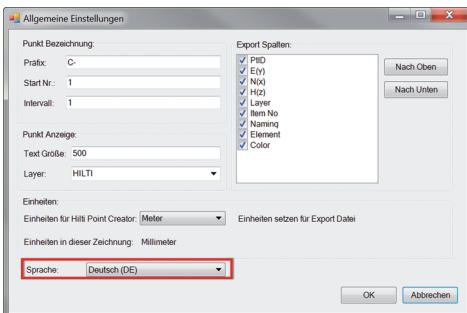 Allgemeine Einstellungen
Punkt Bezeichnung:
Präfix: C-
Start Nr.: 1
Intervall: 1
Punkt Anzeige:
Text Größe: 500
Layer: HILTI
Export Spalten:
PtID
E(y)
N(x)
H(z)
Layer
Item No
Naming
Element
Color
Nach Oben
Nach Unten
Einheiten:
Einheiten für Hilti Point Creator: Meter Einheiten setzen für Export Datei
Einheiten in dieser Zeichnung: Millimeter
Sprache: Deutsch (DE)
OK Abbrechen